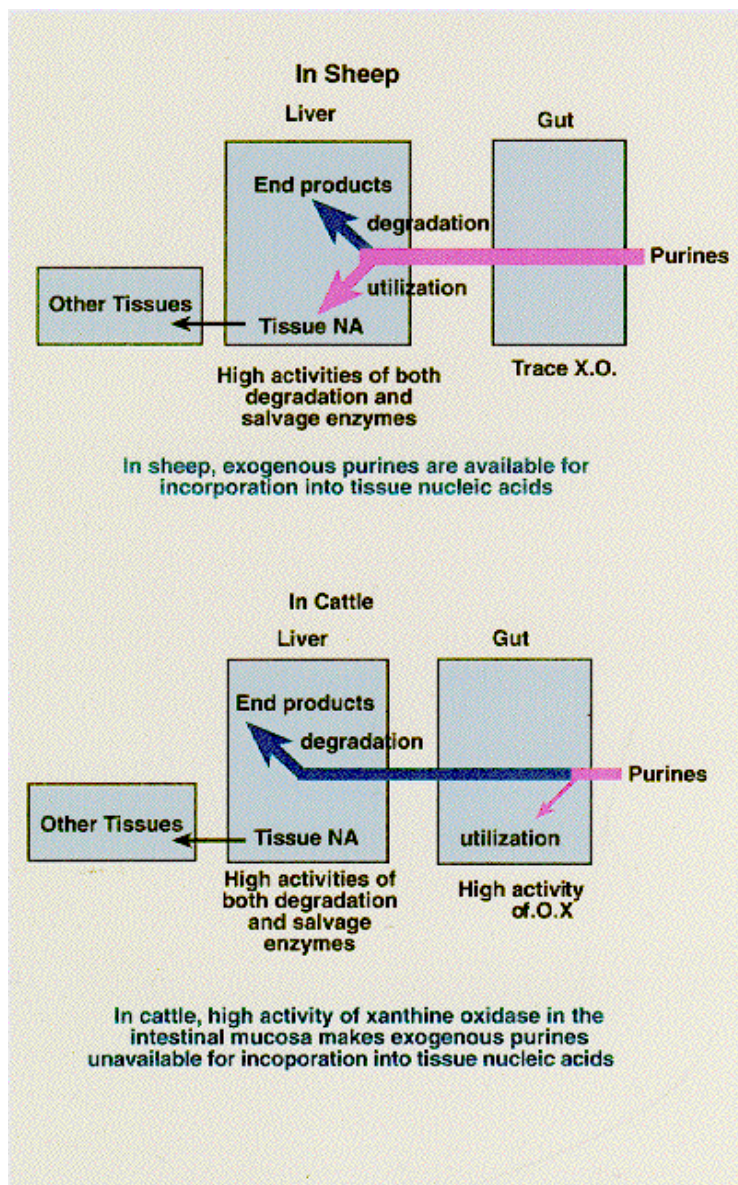 In Sheep
Liver
Gut
End products
degradation
Purines
utilization
Other Tissues
Tissue NA
High activities of both
degradation and
salvage enzymes
Trace X.O.
In sheep, exogenous purines are available for
incorporation into tissue nucleic acids
In Cattle
Liver
Gut
End products
degradation
Purines
Other Tissues
Tissue NA
utilization
High activities of
both degradation
and salvage
enzymes
High activity
of.O.X
In cattle, high activity of xanthine oxidase in the
intestinal mucosa makes exogenous purines
unavailable for incoporation into tissue nucleic acids